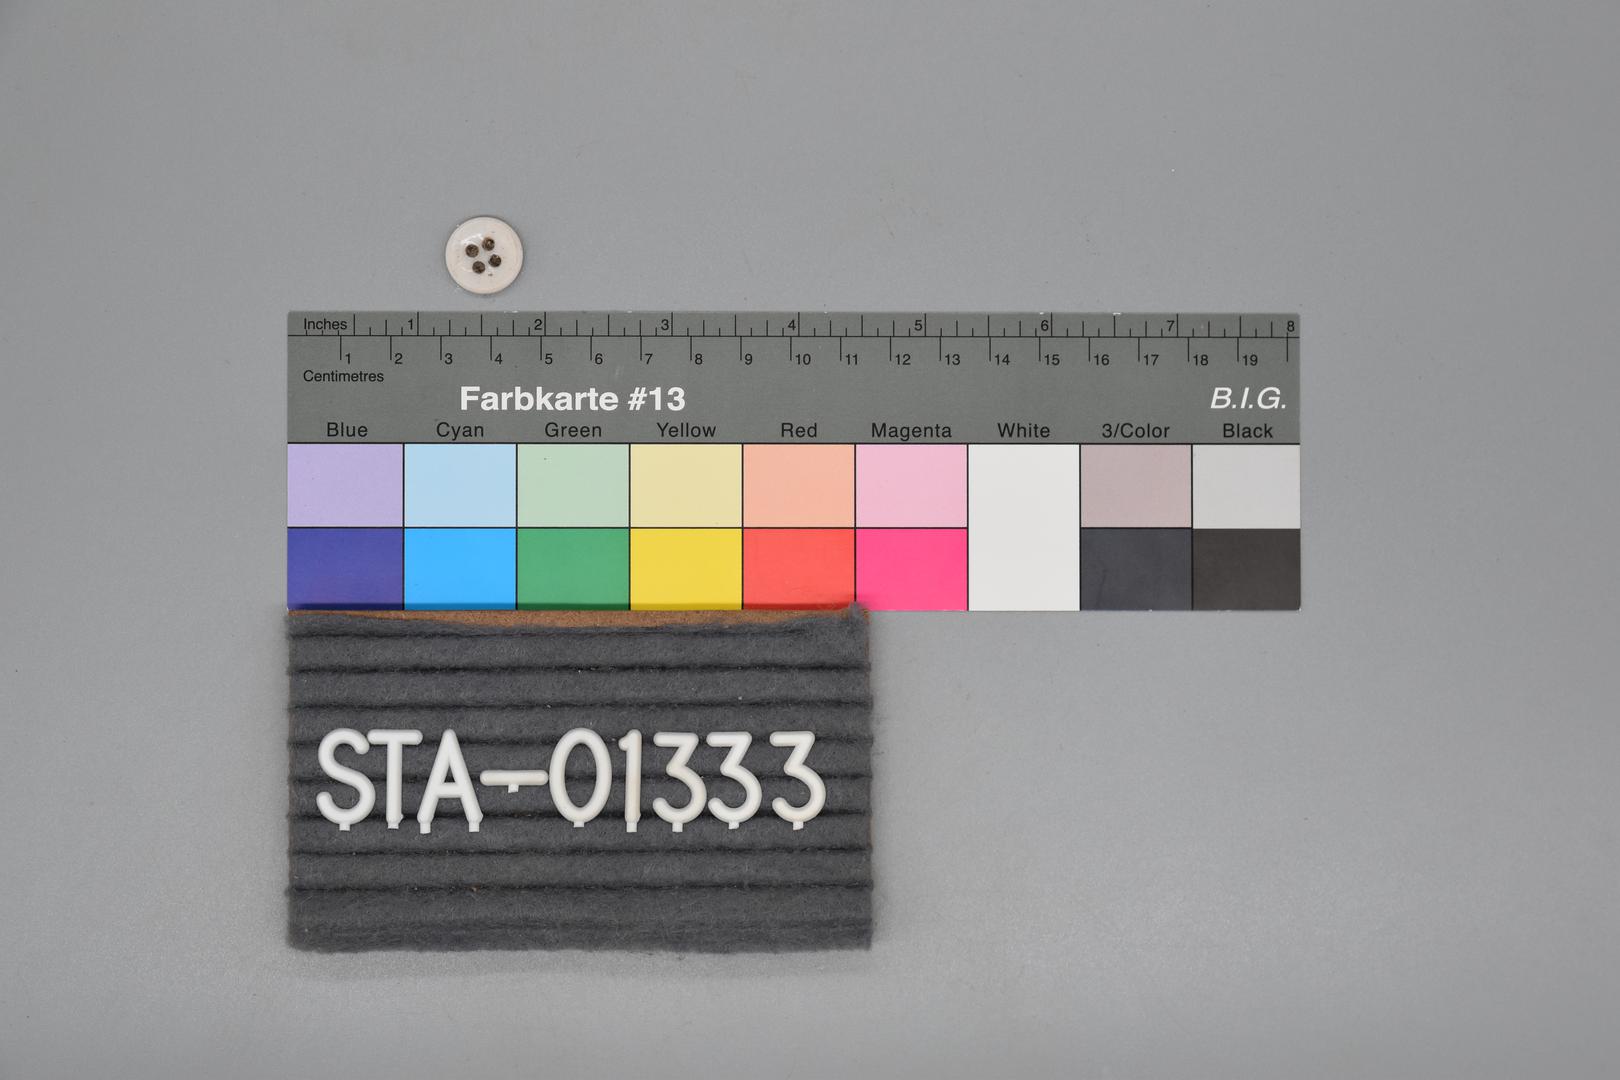 Inches 1 2 3 4 5 6 7 8
1 2 3 4 5 6 7 8 9 10 11 12 13 14 15 16 17 18 19
Centimetres
Farbkarte #13 B.I.G.
Blue Cyan Green Yellow Red Magenta White 3/Color Black
STA-01333